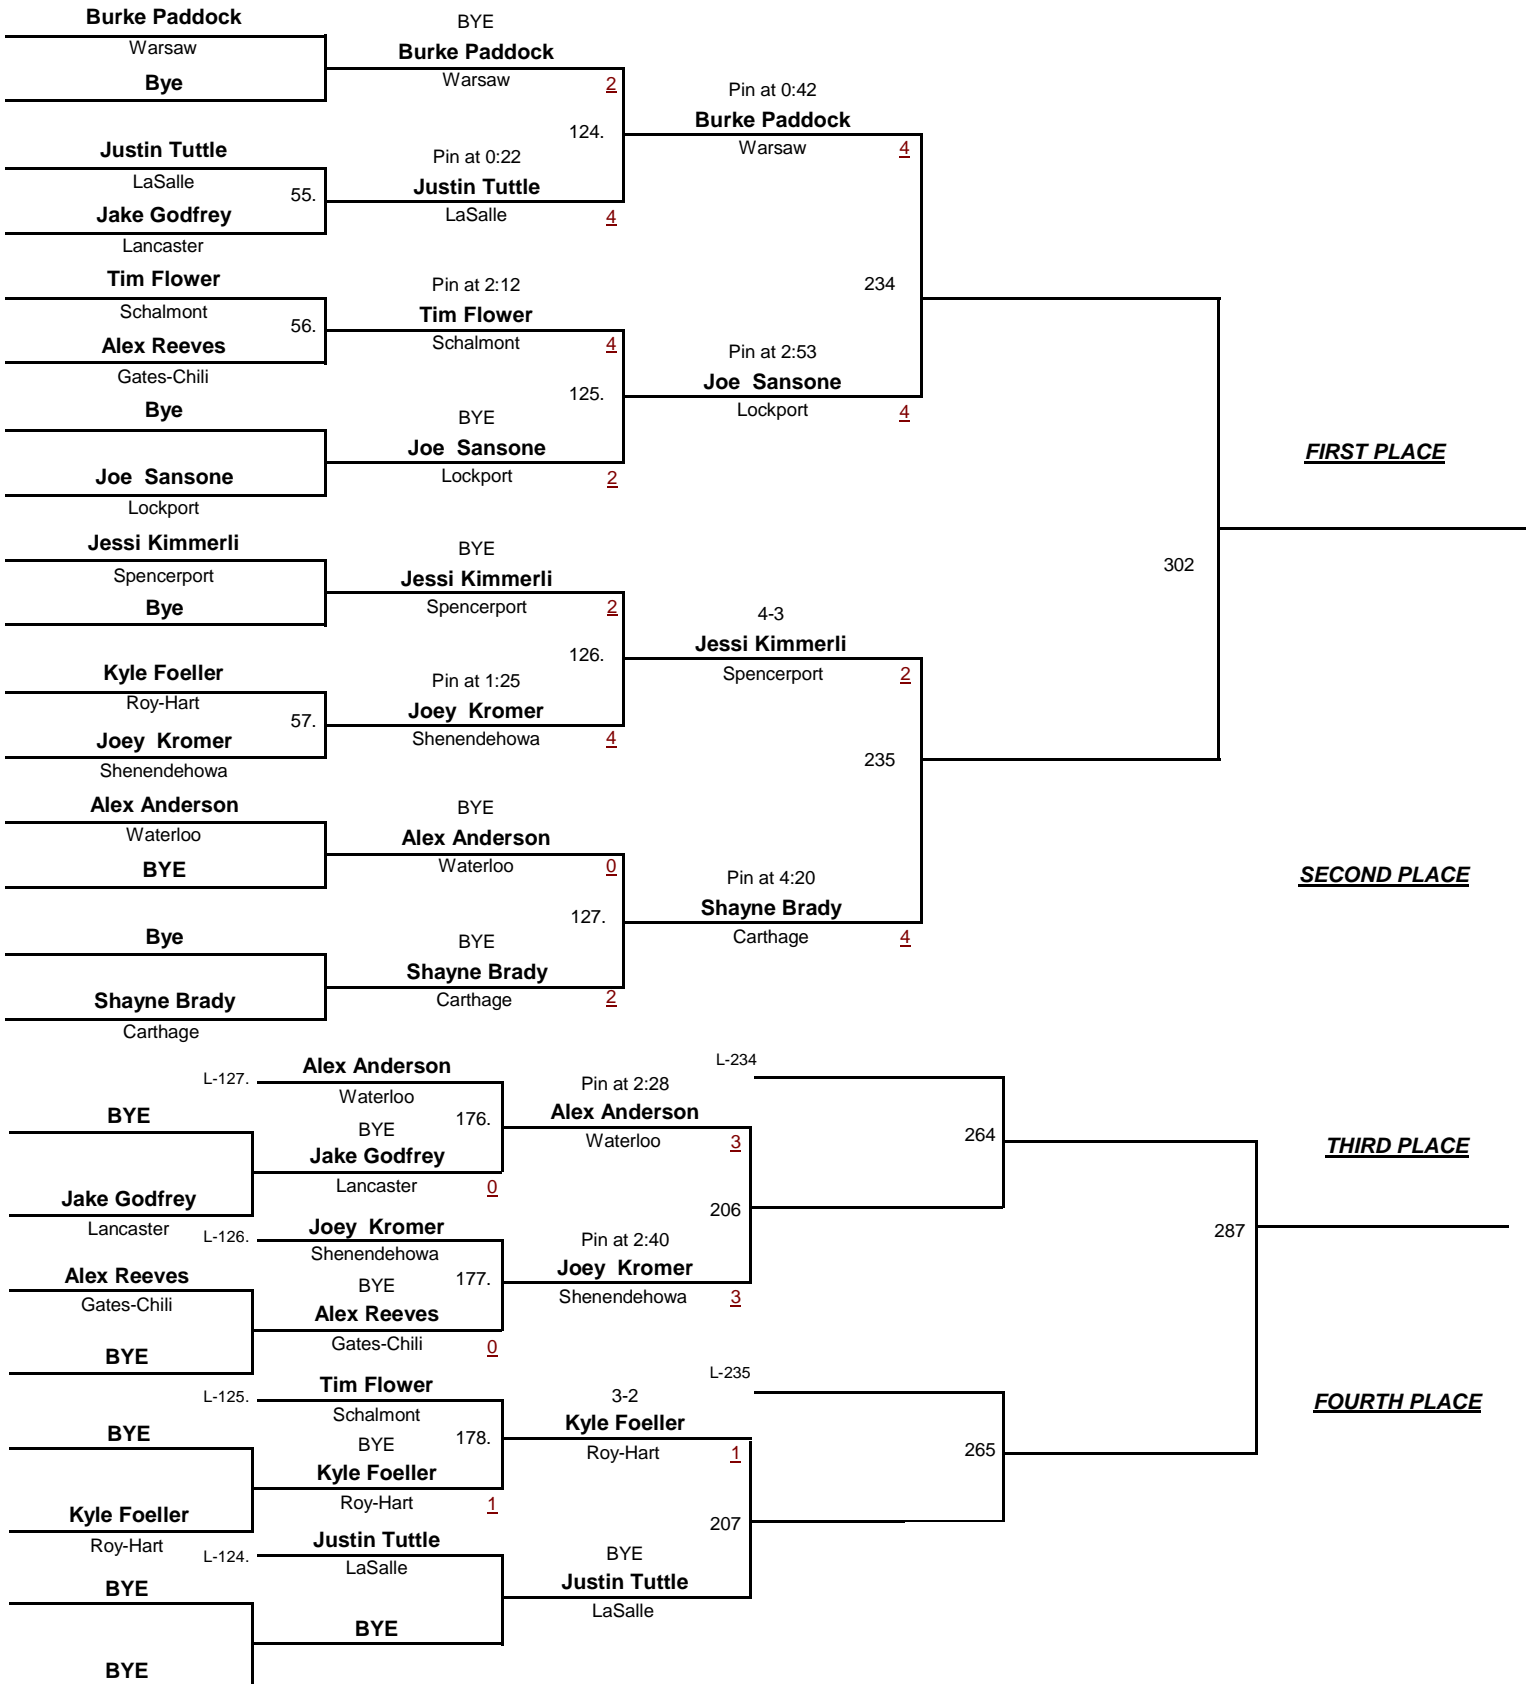 Burke Paddock
Warsaw
Bye
Justin Tuttle
LaSalle
55.
Jake Godfrey
Lancaster
Tim Flower
Schalmont
56.
Alex Reeves
Gates-Chili
Bye
Joe Sansone
Lockport
Jessi Kimmerli
Spencerport
Bye
Kyle Foeller
Roy-Hart
57.
Joey Kromer
Shenendehowa
Alex Anderson
Waterloo
BYE
Bye
Shayne Brady
Carthage
BYE
Burke Paddock
Warsaw
2
124.
Pin at 0:22
Justin Tuttle
LaSalle
4
Pin at 2:12
Tim Flower
Schalmont
4
125.
BYE
Joe Sansone
Lockport
2
BYE
Jessi Kimmerli
Spencerport
2
126.
Pin at 1:25
Joey Kromer
Shenendehowa
4
BYE
Alex Anderson
Waterloo
0
127.
BYE
Shayne Brady
Carthage
2
Pin at 0:42
Burke Paddock
Warsaw
4
234
Pin at 2:53
Joe Sansone
Lockport
4
4-3
Jessi Kimmerli
Spencerport
2
235
Pin at 4:20
Shayne Brady
Carthage
4
302
FIRST PLACE
SECOND PLACE
L-127.
BYE
Jake Godfrey
Lancaster
L-126.
Alex Reeves
Gates-Chili
BYE
L-125.
BYE
Kyle Foeller
Roy-Hart
L-124.
BYE
BYE
Alex Anderson
Waterloo
176.
BYE
Jake Godfrey
Lancaster
0
Joey Kromer
Shenendehowa
177.
BYE
Alex Reeves
Gates-Chili
0
Tim Flower
Schalmont
178.
BYE
Kyle Foeller
Roy-Hart
1
Justin Tuttle
LaSalle
BYE
Pin at 2:28
Alex Anderson
Waterloo
3
206
Pin at 2:40
Joey Kromer
Shenendehowa
3
3-2
Kyle Foeller
Roy-Hart
1
207
BYE
Justin Tuttle
LaSalle
L-234
264
L-235
265
287
THIRD PLACE
FOURTH PLACE